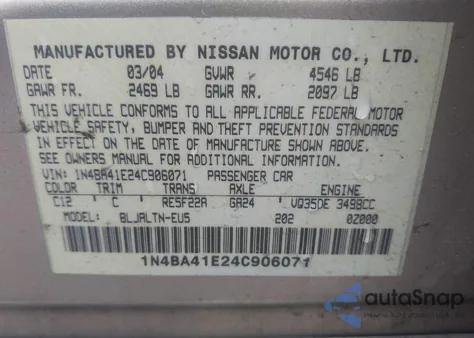 MANUFACTURED BY NISSAN MOTOR CO., LTD.
DATE 03/04 GVWR 4546 LB
GAWR FR. 2469 LB GAWR RR. 2097 LB
THIS VEHICLE CONFORMS TO ALL APPLICABLE FEDERAL MOTOR
VEHICLE SAFETY, BUMPER AND THEFT PREVENTION STANDARDS
IN EFFECT ON THE DATE OF MANUFACTURE SHOWN ABOVE.
SEE OWNERS MANUAL FOR ADDITIONAL INFORMATION
VIN: 1N4BA41E24C906071 PASSENGER CAR
COLOR TRIM TRANS AXLE ENGINE
C12 C RE5F22A GA24 VQ35DE 3498CC
MODEL: BLJALTN-EU5 202 0Z000
1N4BA41E24C906071
autoSnap